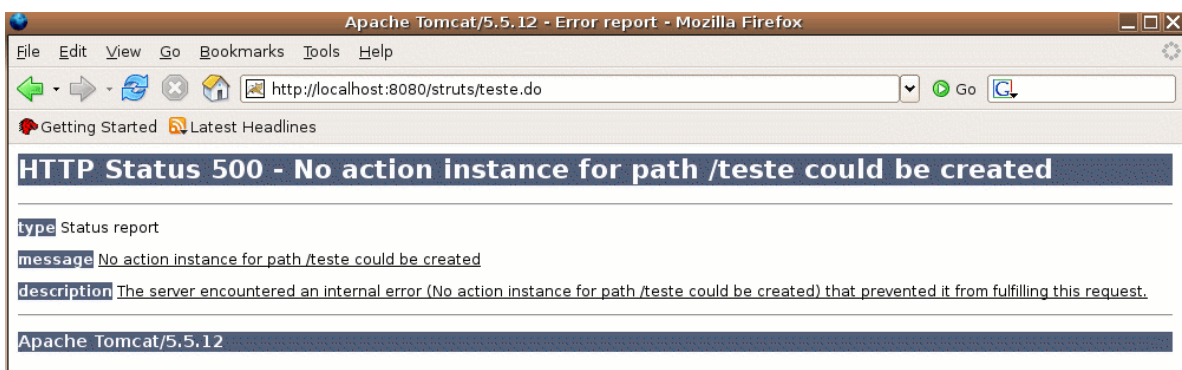 Apache Tomcat/5.5.12 - Error report - Mozilla Firefox
File Edit View Go Bookmarks Tools Help
http://localhost:8080/struts/teste.do Go G
Getting Started Latest Headlines
HTTP Status 500 - No action instance for path /teste could be created
type Status report
message No action instance for path /teste could be created
description The server encountered an internal error (No action instance for path /teste could be created) that prevented it from fulfilling this request.
Apache Tomcat/5.5.12